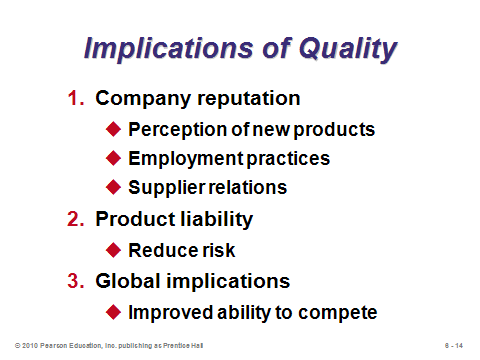 Implications of Quality
1. Company reputation
◆ Perception of new products
◆ Employment practices
◆ Supplier relations
2. Product liability
◆ Reduce risk
3. Global implications
◆ Improved ability to compete
© 2010 Pearson Education, Inc. publishing as Prentice Hall
6 - 14